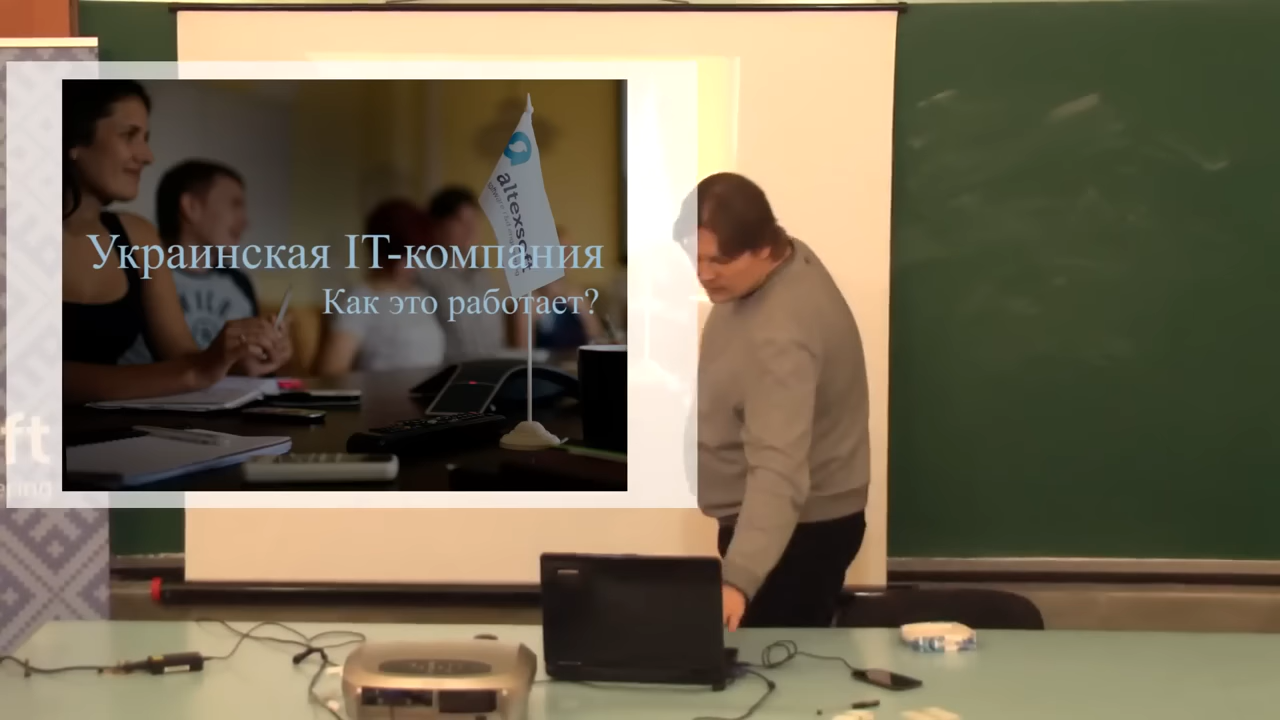 altexsoft
Украинская IT-компания
Как это работает?
ft